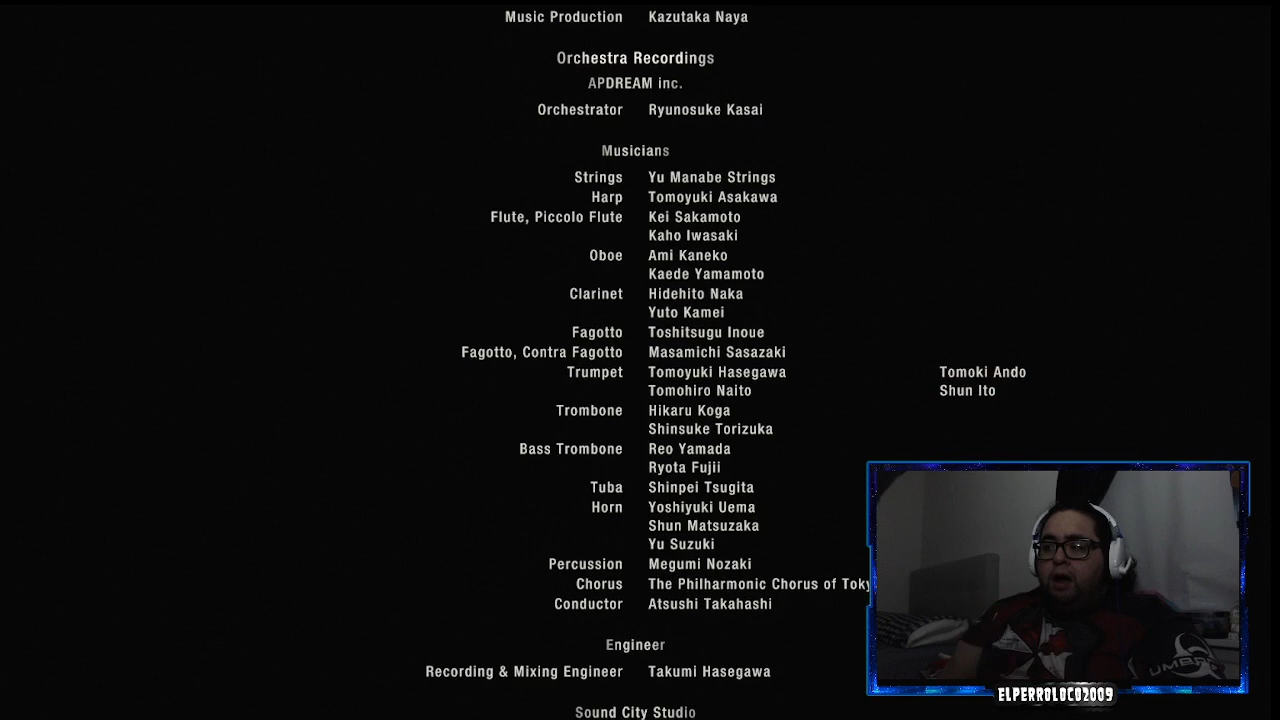 Music Production Kazutaka Naya
Orchestra Recordings
APDREAM inc.
Orchestrator Ryunosuke Kasai
Musicians
Strings Yu Manabe Strings
Harp Tomoyuki Asakawa
Flute, Piccolo Flute Kei Sakamoto
Kaho Iwasaki
Oboe Ami Kaneko
Kaede Yamamoto
Clarinet Hidehito Naka
Yuto Kamei
Fagotto Toshitsugu Inoue
Fagotto, Contra Fagotto Masamichi Sasazaki
Trumpet Tomoyuki Hasegawa Tomoki Ando
Tomohiro Naito Shun Ito
Trombone Hikaru Koga
Shinsuke Torizuka
Bass Trombone Reo Yamada
Ryota Fujii
Tuba Shinpei Tsugita
Horn Yoshiyuki Uema
Shun Matsuzaka
Yu Suzuki
Percussion Megumi Nozaki
Chorus The Philharmonic Chorus of Toky
Conductor Atsushi Takahashi
Engineer
Recording & Mixing Engineer Takumi Hasegawa
Sound City Studio
UMBR
ELPERROLOCO2009